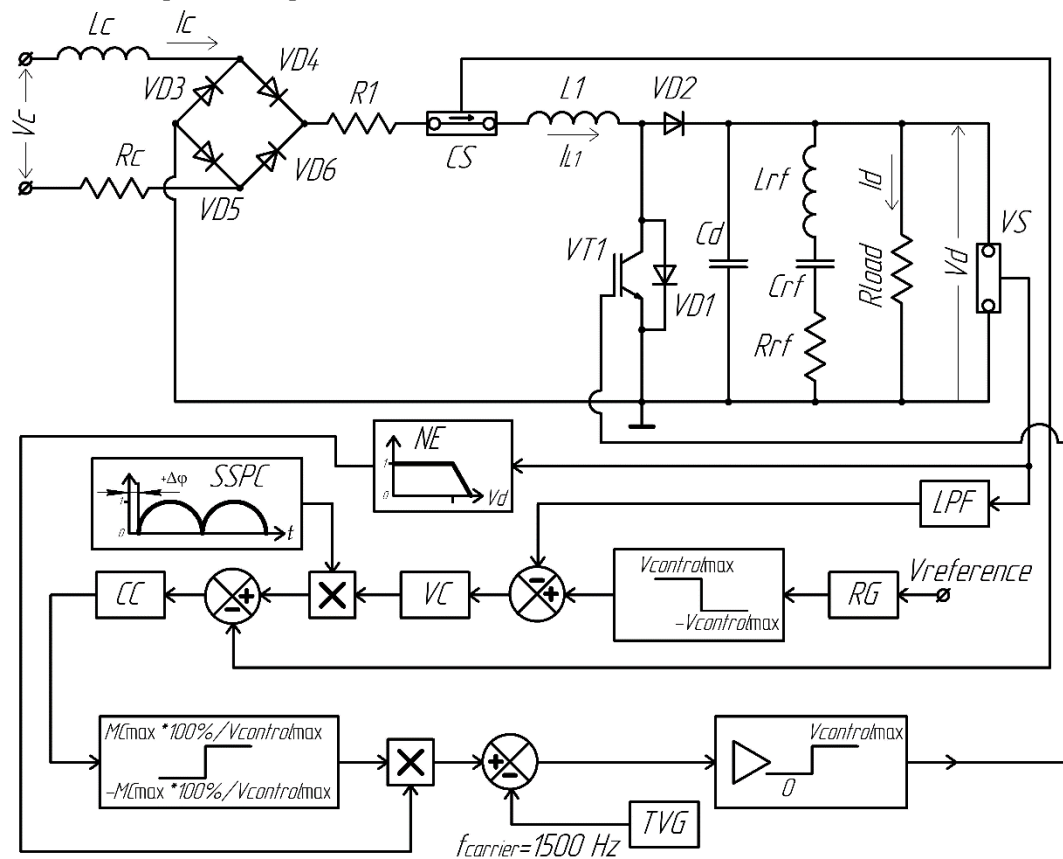 Lc
Ic
VD4
VD3
R1
L1
VD2
Vc
CS
IL1
Rc
VD6
VD5
Lrf
Id
VS
VT1
Cd
Crf
Rload
Vd
VD1
Rrf
NE
1
0
Vd
SSPC
+Δφ
1
0
t
LPF
Vcontrolmax
Vreference
CC
VC
RG
-Vcontrolmax
MCmax *100%/Vcontrolmax
-MCmax *100%/Vcontrolmax
Vcontrolmax
0
TVG
fcarrier=1500 Hz